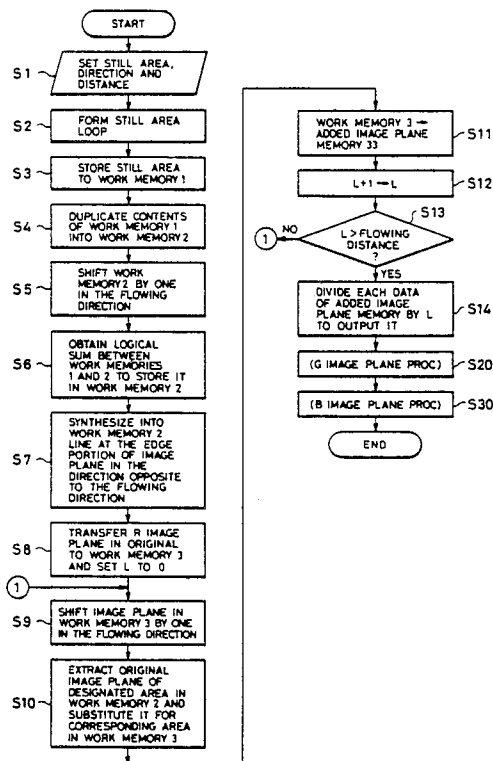 START
S1
SET STILL AREA,
DIRECTION AND
DISTANCE
S2
FORM STILL AREA
LOOP
S3
STORE STILL AREA
TO WORK MEMORY 1
S4
DUPLICATE CONTENTS
OF WORK MEMORY 1
INTO WORK MEMORY 2
S5
SHIFT WORK
MEMORY 2 BY ONE
IN THE FLOWING
DIRECTION
S6
OBTAIN LOGICAL
SUM BETWEEN
WORK MEMORIES
1 AND 2 TO STORE IT
IN WORK MEMORY 2
S7
SYNTHESIZE INTO
WORK MEMORY 2
LINE AT THE EDGE
PORTION OF IMAGE
PLANE IN THE
DIRECTION OPPOSITE
TO THE FLOWING
DIRECTION
S8
TRANSFER R IMAGE
PLANE IN ORIGINAL
TO WORK MEMORY 3
AND SET L TO 0
1
S9
SHIFT IMAGE PLANE IN
WORK MEMORY 3 BY ONE
IN THE FLOWING
DIRECTION
S10
EXTRACT ORIGINAL
IMAGE PLANE OF
DESIGNATED AREA IN
WORK MEMORY 2 AND
SUBSTITUTE IT FOR
CORRESPONDING AREA
IN WORK MEMORY 3
WORK MEMORY 3 →
ADDED IMAGE PLANE
MEMORY 33
S11
L+1→L
S12
S13
1
NO
L > FLOWING
DISTANCE
?
YES
DIVIDE EACH DATA
OF ADDED IMAGE
PLANE MEMORY BY L
TO OUTPUT IT
S14
(G IMAGE PLANE PROC)
S20
(B IMAGE PLANE PROC)
S30
END